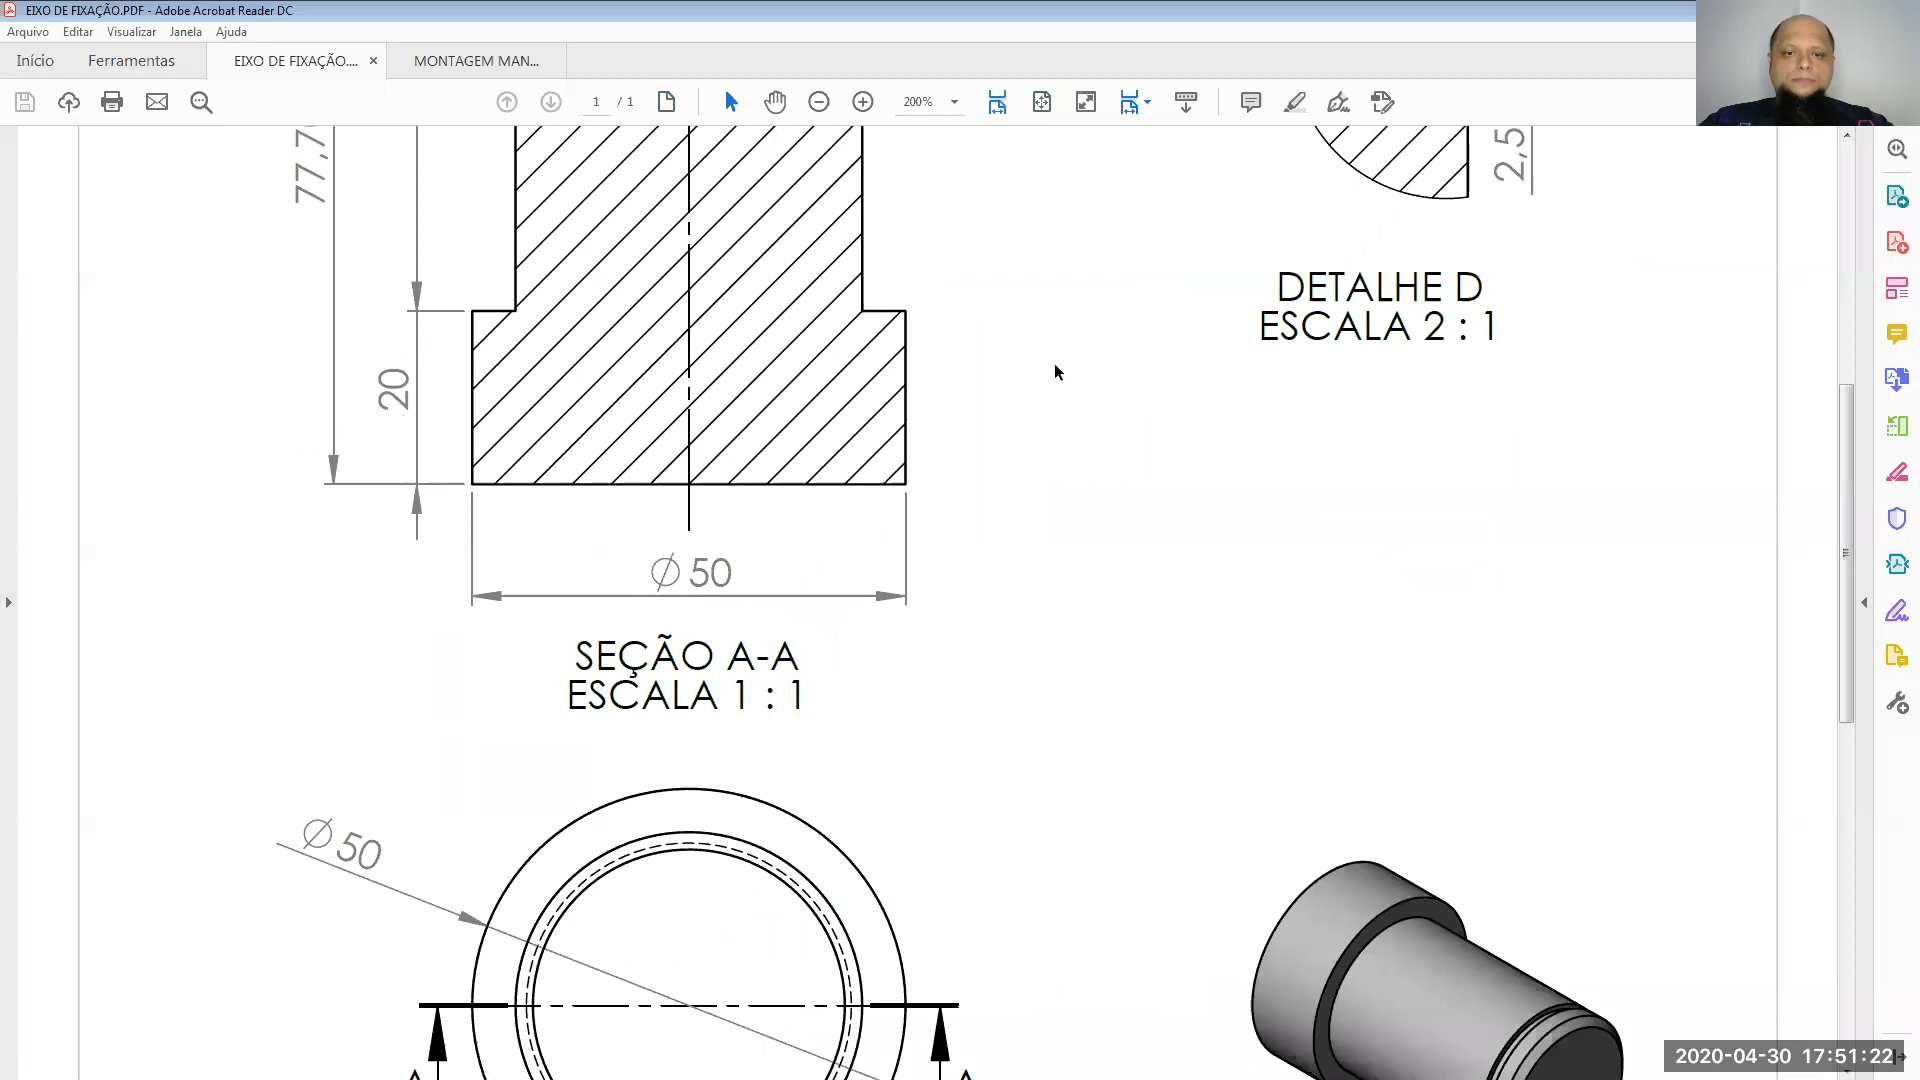 EIXO DE FIXAÇÃO.PDF - Adobe Acrobat Reader DC
Arquivo Editar Visualizar Janela Ajuda
Início Ferramentas EIXO DE FIXAÇÃO.... × MONTAGEM MAN...
1 / 1 200%
77,7
2,5
DETALHE D
ESCALA 2 : 1
20
Ø 50
SEÇÃO A-A
ESCALA 1 : 1
Ø 50
2020-04-30 17:51:22